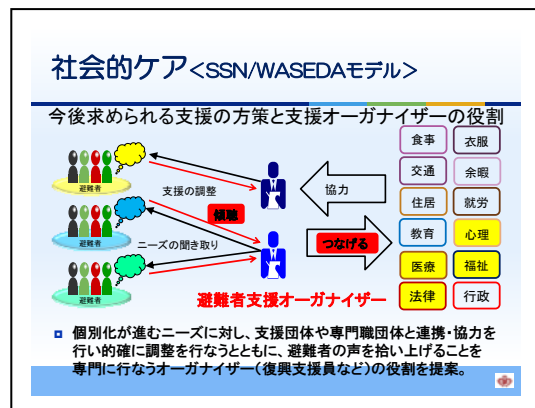 社会的ケア<SSN/WASEDAモデル>
今後求められる支援の方策と支援オーガナイザーの役割
避難者
支援の調整
傾聴
協力
食事
衣服
交通
余暇
住居
就労
避難者
ニーズの聞き取り
つなげる
教育
心理
医療
福祉
避難者
避難者支援オーガナイザー
法律
行政
個別化が進むニーズに対し、支援団体や専門職団体と連携・協力を
行い的確に調整を行なうとともに、避難者の声を拾い上げることを
専門に行なうオーガナイザー(復興支援員など)の役割を提案。